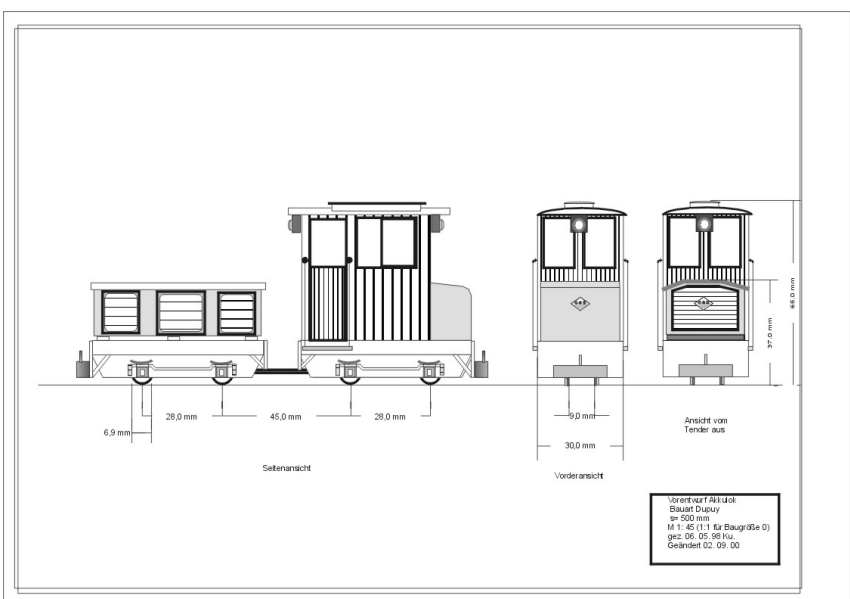 66.0 mm
37.0 mm
28,0 mm
45,0 mm
28,0 mm
9,0 mm
6,9 mm
30,0 mm
Ansicht vom
Tender aus
Seitenansicht
Vorderansicht
Vorentwurf Akkulok
Bauart Dupuy
s= 500 mm
M 1: 45 (1:1 für Baugröße 0)
gez. 06. 05. 98 Ku.
Geändert 02. 09. 00